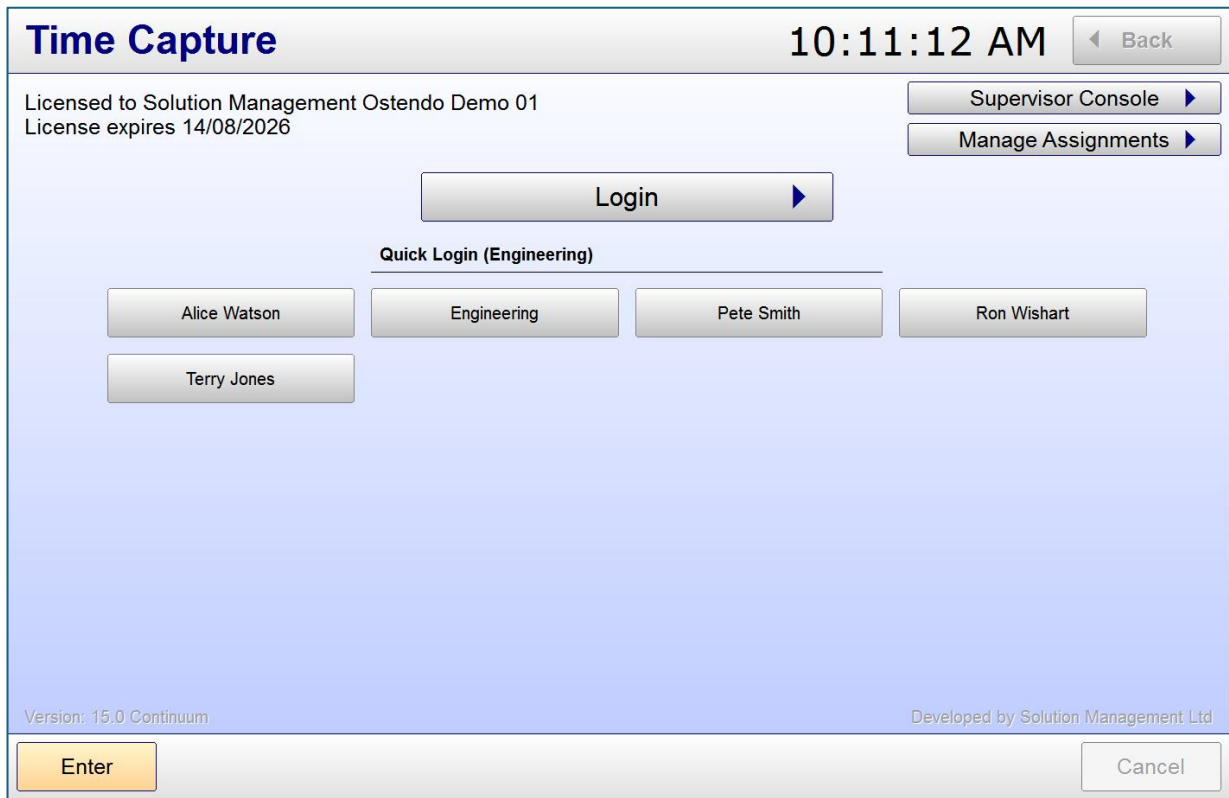 Time Capture
10:11:12 AM
Back
Licensed to Solution Management Ostendo Demo 01
License expires 14/08/2026
Supervisor Console
Manage Assignments
Login
Quick Login (Engineering)
Alice Watson
Engineering
Pete Smith
Ron Wishart
Terry Jones
Version: 15.0 Continuum
Developed by Solution Management Ltd
Enter
Cancel